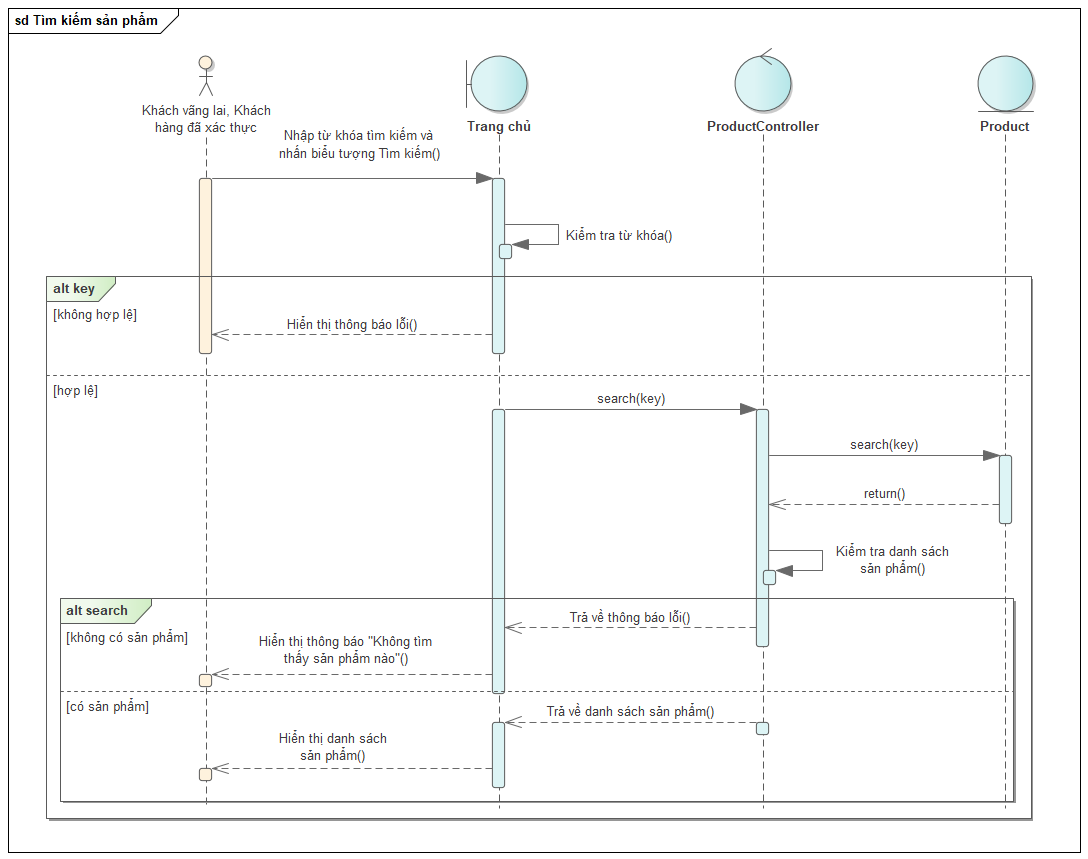 sd Tìm kiếm sản phẩm
Khách vãng lai, Khách
hàng đã xác thực
Trang chủ
ProductController
Product
Nhập từ khóa tìm kiếm và
nhấn biểu tượng Tìm kiếm()
Kiểm tra từ khóa()
alt key
[không hợp lệ]
Hiển thị thông báo lỗi()
[hợp lệ]
search(key)
search(key)
return()
Kiểm tra danh sách
sản phẩm()
alt search
[không có sản phẩm]
Trả về thông báo lỗi()
Hiển thị thông báo "Không tìm
thấy sản phẩm nào"()
[có sản phẩm]
Trả về danh sách sản phẩm()
Hiển thị danh sách
sản phẩm()